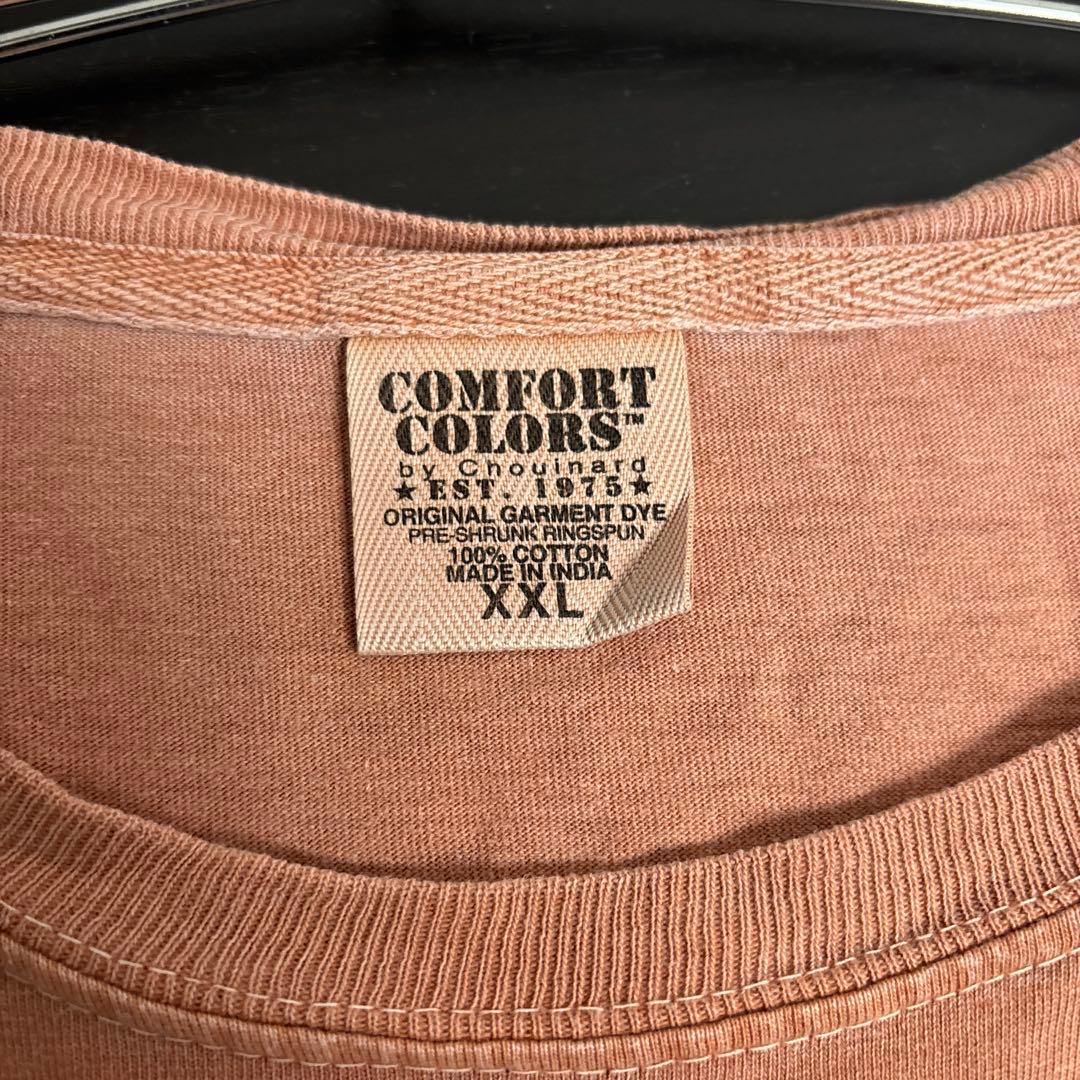 COMFORT
COLORS™
by Chouinard
★ EST. 1975 ★
ORIGINAL GARMENT DYE
PRE-SHRUNK RINGSPUN
100% COTTON
MADE IN INDIA
XXL